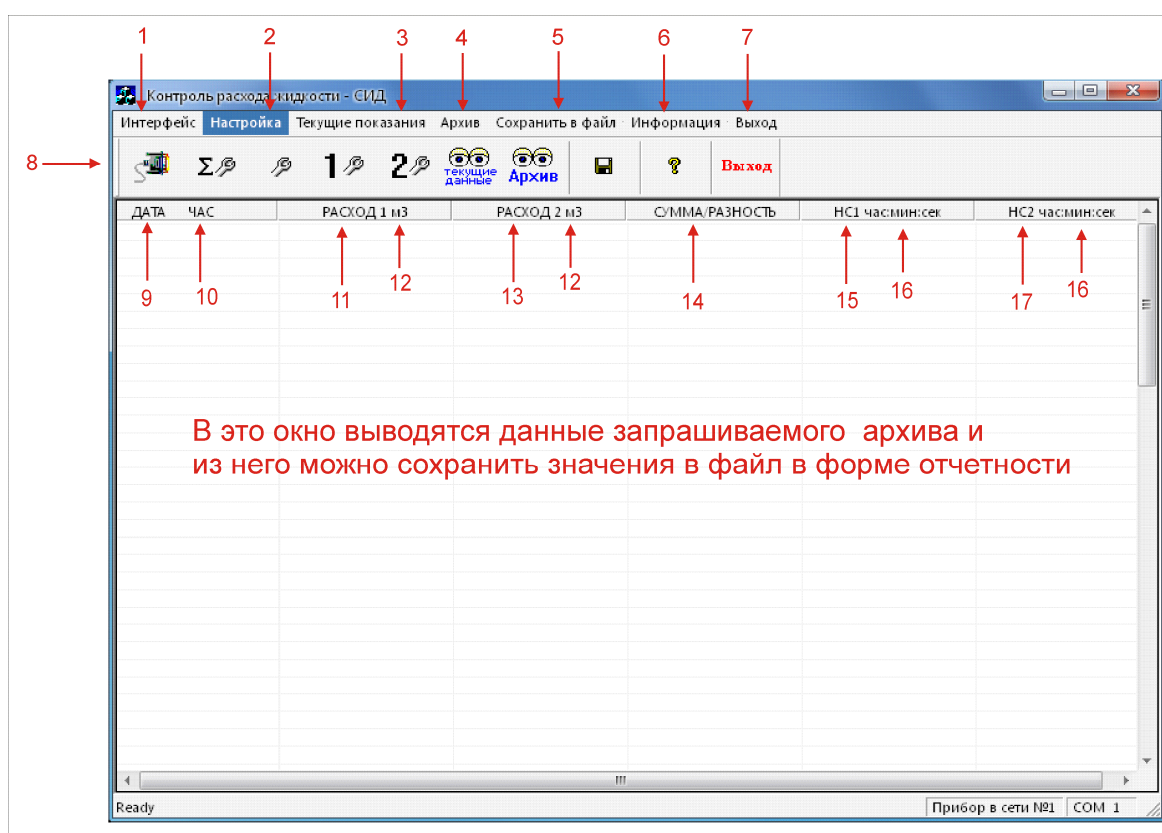 1 2 3 4 5 6 7
Контроль расхода жидкости - СИД
Интерфейс Настройка Текущие показания Архив Сохранить в файл Информация Выход
8 Σ 1 2 текущие данные Архив ? Выход
ДАТА ЧАС РАСХОД 1 м3 РАСХОД 2 м3 СУММА/РАЗНОСТЬ НС1 час:мин:сек НС2 час:мин:сек
9 10 11 12 13 12 14 15 16 17 16
В это окно выводятся данные запрашиваемого архива и
из него можно сохранить значения в файл в форме отчетности
Ready Прибор в сети №1 COM 1